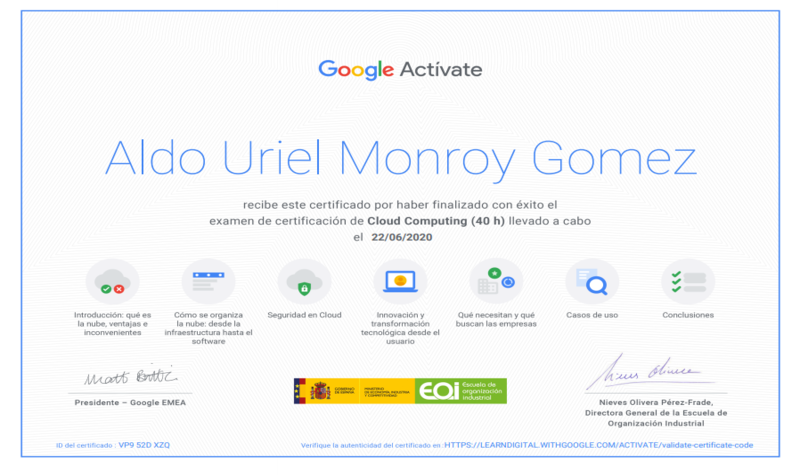 Google Actívate
Aldo Uriel Monroy Gomez
recibe este certificado por haber finalizado con éxito el
examen de certificación de Cloud Computing (40 h) llevado a cabo
el 22/06/2020
Introducción: qué es
la nube, ventajas e
inconvenientes
Cómo se organiza
la nube: desde la
infraestructura hasta el
software
Seguridad en Cloud
Innovación y
transformación
tecnológica desde el
usuario
Qué necesitan y qué
buscan las empresas
Casos de uso
Conclusiones
Matt Brittin
Presidente – Google EMEA
GOBIERNO
DE ESPAÑA
MINISTERIO
DE ECONOMÍA, INDUSTRIA
Y COMPETITIVIDAD
EOI
Escuela de
organización
industrial
Nieves Olivera
Nieves Olivera Pérez-Frade,
Directora General de la Escuela de
Organización Industrial
ID del certificado : VP9 52D XZQ
Verifique la autenticidad del certificado en: HTTPS://LEARNDIGITAL.WITHGOOGLE.COM/ACTIVATE/validate-certificate-code